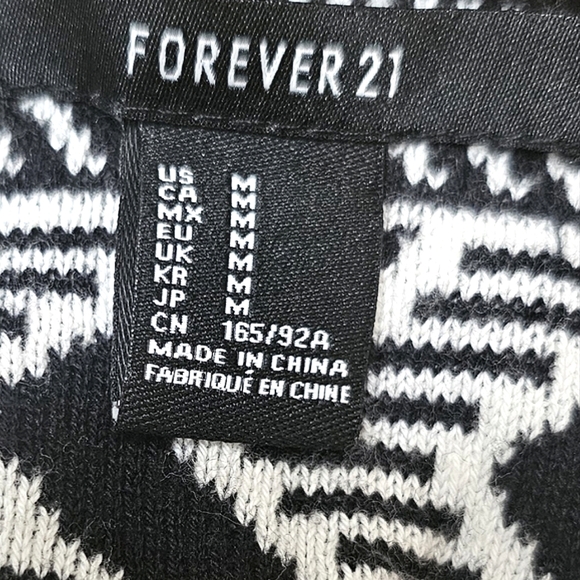 FOREVER 21
US M
CA M
MX M
EU M
UK M
KR M
JP M
CN 165/92A
MADE IN CHINA
FABRIQUÉ EN CHINE